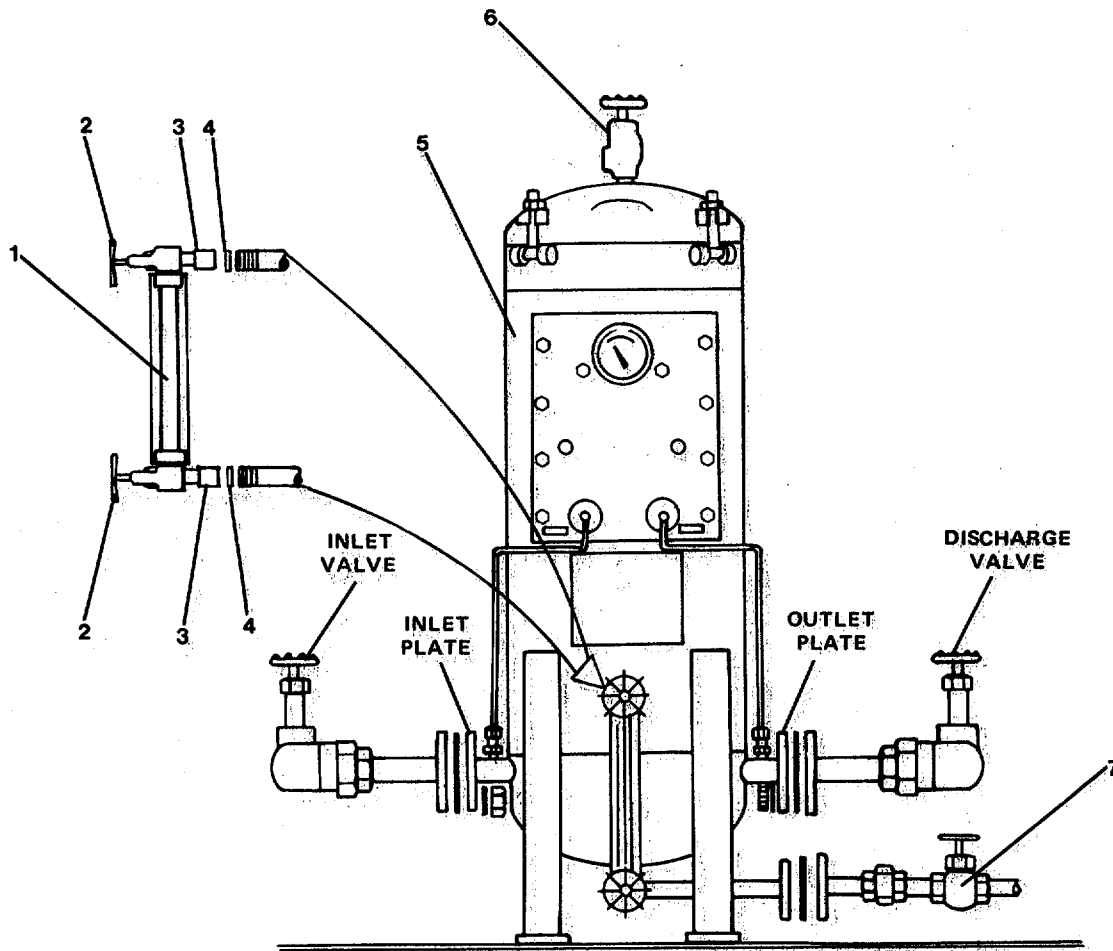 6
2
3
4
5
1
2
3
4
INLET
VALVE
INLET
PLATE
OUTLET
PLATE
DISCHARGE
VALVE
7